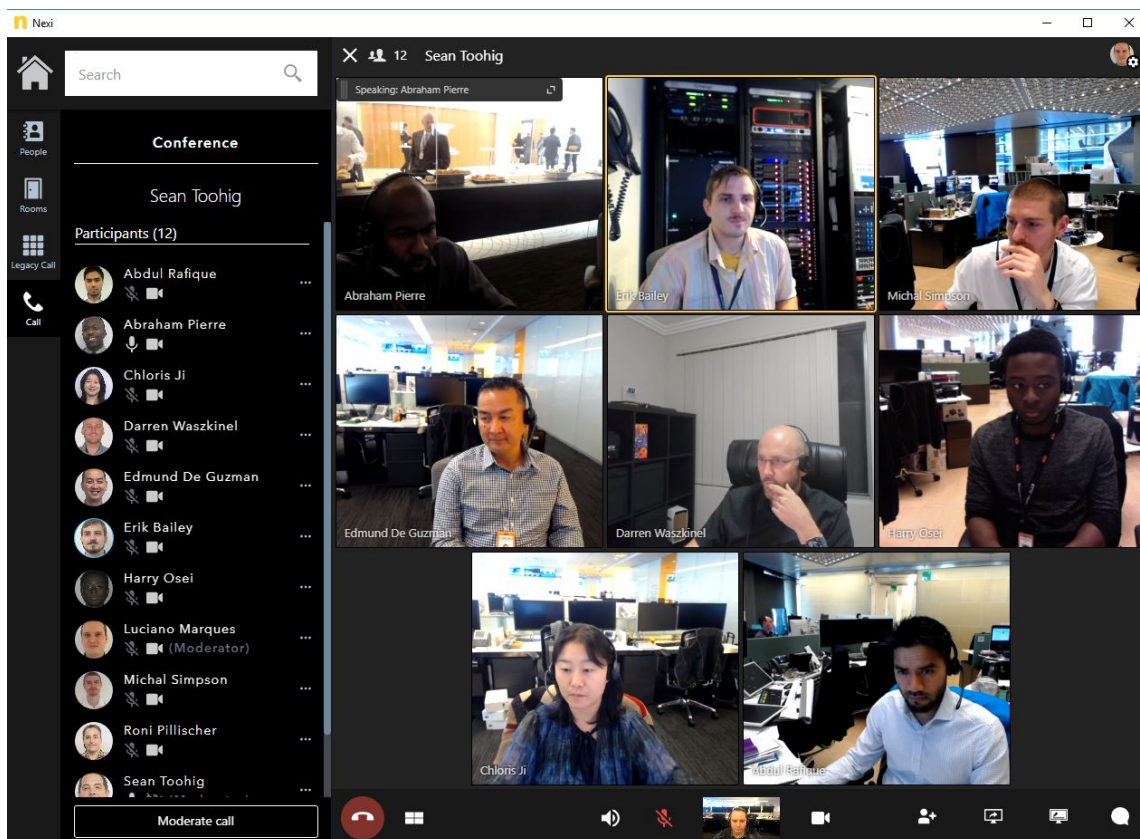 Nexi
Search
12 Sean Toohig
People
Rooms
Legacy Call
Call
Conference
Sean Toohig
Participants (12)
Abdul Rafique
Abraham Pierre
Chloris Ji
Darren Waszkinel
Edmund De Guzman
Erik Bailey
Harry Osei
Luciano Marques
(Moderator)
Michal Simpson
Roni Pillischer
Sean Toohig
Moderate call
Speaking: Abraham Pierre
Abraham Pierre
Erik Bailey
Michal Simpson
Edmund De Guzman
Darren Waszkinel
Harry Osei
Chloris Ji
Abdul Rafique